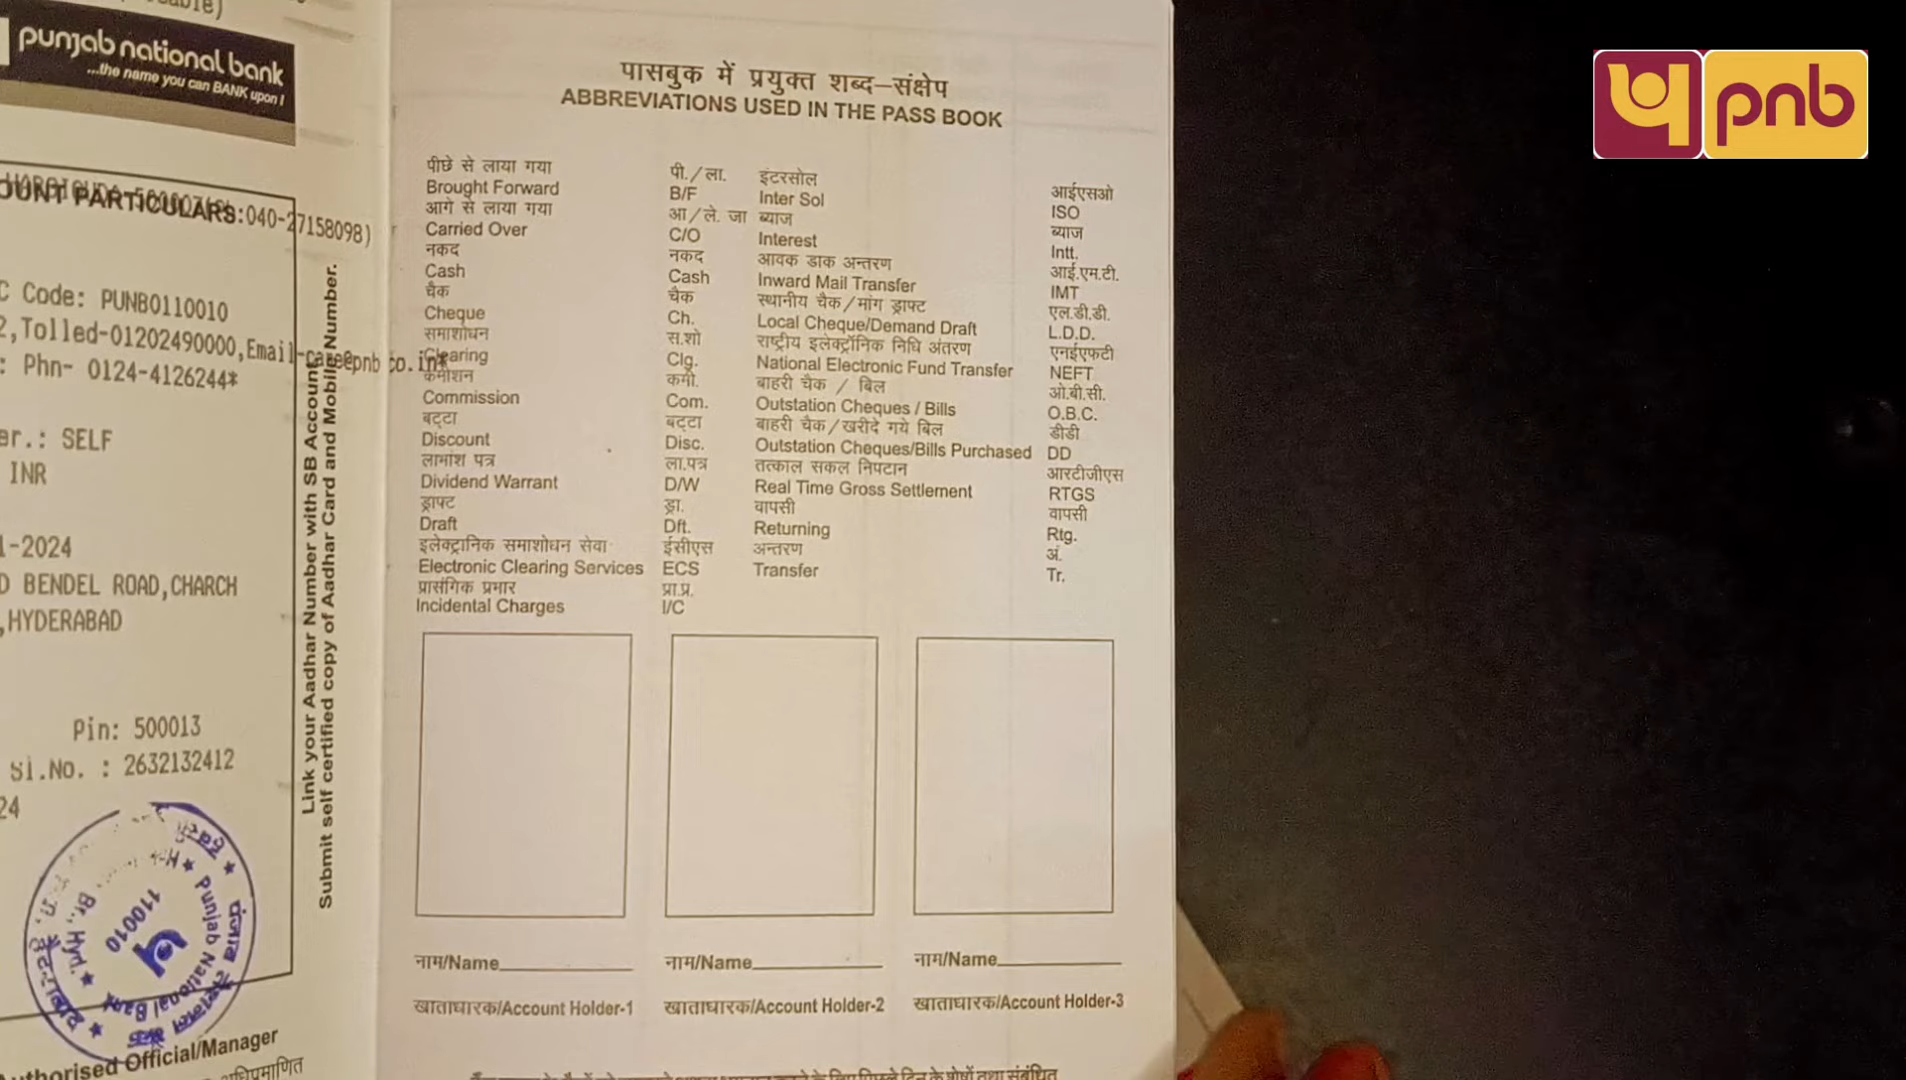 punjab national bank
...the name you can BANK upon !
OUNT PARTICULARS:040-27158098)
C Code: PUNB0110010
2,Tolled-01202490000,Email-care@pnb.co.in*
: Phn- 0124-4126244*
er.: SELF
INR
1-2024
D BENDEL ROAD,CHARCH
,HYDERABAD
Pin: 500013
Sl.No. : 2632132412
24
110010
Punjab National Bank
Br., Hyd
पंजाब नैशनल बैंक
Authorised Official/Manager
Link your Aadhar Number with SB Account,
Submit self certified copy of Aadhar Card and Mobile Number.
पासबुक में प्रयुक्त शब्द–संक्षेप
ABBREVIATIONS USED IN THE PASS BOOK
पीछे से लाया गया पी./ला. इंटरसोल आईएसओ
Brought Forward B/F Inter Sol ISO
आगे से लाया गया आ/ले. जा ब्याज ब्याज
Carried Over C/O Interest Intt.
नकद नकद आवक डाक अन्तरण आई.एम.टी.
Cash Cash Inward Mail Transfer IMT
चैक चैक स्थानीय चैक/मांग ड्राफ्ट एल.डी.डी.
Cheque Ch. Local Cheque/Demand Draft L.D.D.
समाशोधन स.शो राष्ट्रीय इलेक्ट्रॉनिक निधि अंतरण एनईएफटी
Clearing Clg. National Electronic Fund Transfer NEFT
कमीशन कमी. बाहरी चैक / बिल ओ.बी.सी.
Commission Com. Outstation Cheques / Bills O.B.C.
बट्टा बट्टा बाहरी चैक/खरीदे गये बिल डीडी
Discount Disc. Outstation Cheques/Bills Purchased DD
लाभांश पत्र ला.पत्र तत्काल सकल निपटान आरटीजीएस
Dividend Warrant D/W Real Time Gross Settlement RTGS
ड्राफ्ट ड्रा. वापसी वापसी
Draft Dft. Returning Rtg.
इलेक्ट्रानिक समाशोधन सेवा ईसीएस अन्तरण अं.
Electronic Clearing Services ECS Transfer Tr.
प्रासंगिक प्रभार प्रा.प्र.
Incidental Charges I/C
नाम/Name नाम/Name नाम/Name
खाताधारक/Account Holder-1 खाताधारक/Account Holder-2 खाताधारक/Account Holder-3
pnb